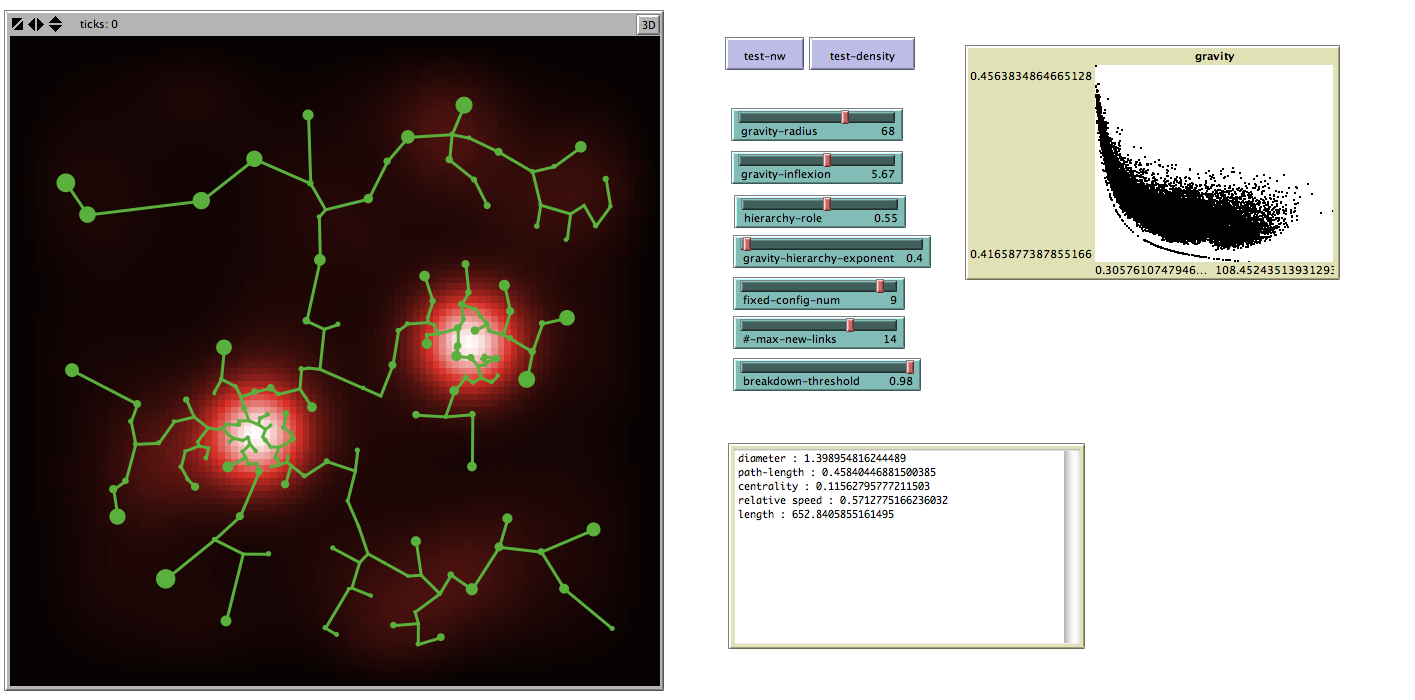 ticks: 0
3D
test-nw
test-density
gravity-radius 68
gravity-inflexion 5.67
hierarchy-role 0.55
gravity-hierarchy-exponent 0.4
fixed-config-num 9
#-max-new-links 14
breakdown-threshold 0.98
gravity
0.4563834864665128
0.4165877387855166
0.3057610747946... 108.45243513931293
diameter : 1.398954816244489
path-length : 0.45840446881500385
centrality : 0.11562795777211503
relative speed : 0.5712775166236032
length : 652.8405855161495